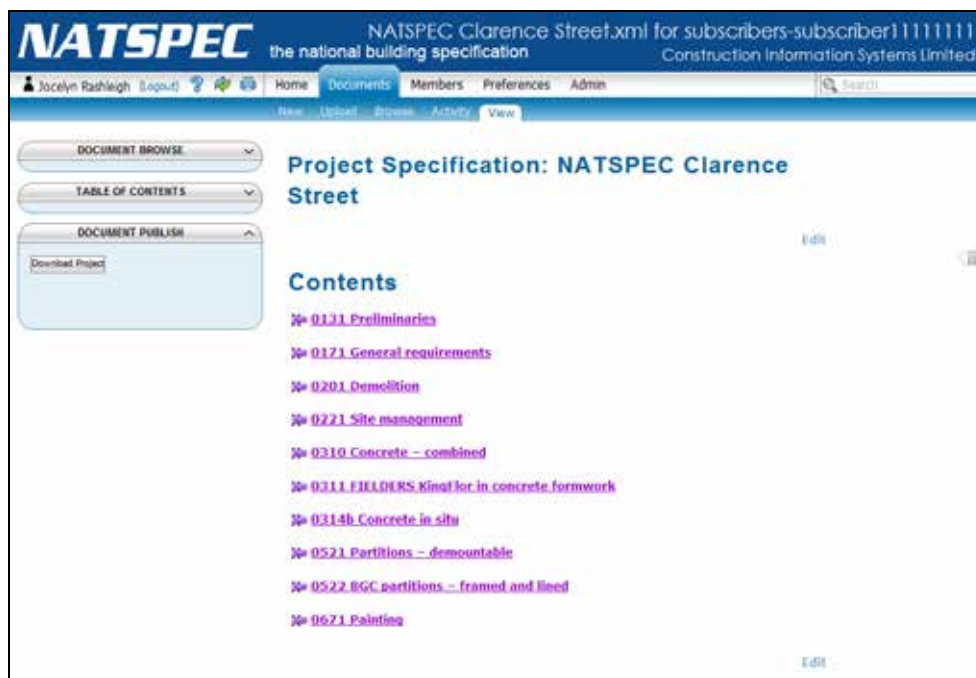 NATSPEC
NATSPEC Clarence Street.xml for subscribers-subscriber11111111
the national building specification
Construction Information Systems Limited
Jocelyn Rashleigh (Logout)
Home Documents Members Preferences Admin
Search
New Upload Browse Activity View
DOCUMENT BROWSE
TABLE OF CONTENTS
DOCUMENT PUBLISH
Download Project
Project Specification: NATSPEC Clarence
Street
Edit
Contents
0131 Preliminaries
0171 General requirements
0201 Demolition
0221 Site management
0310 Concrete – combined
0311 FIELDERS KingFlor in concrete formwork
0314b Concrete in situ
0521 Partitions – demountable
0522 BGC partitions – framed and lined
0671 Painting
Edit